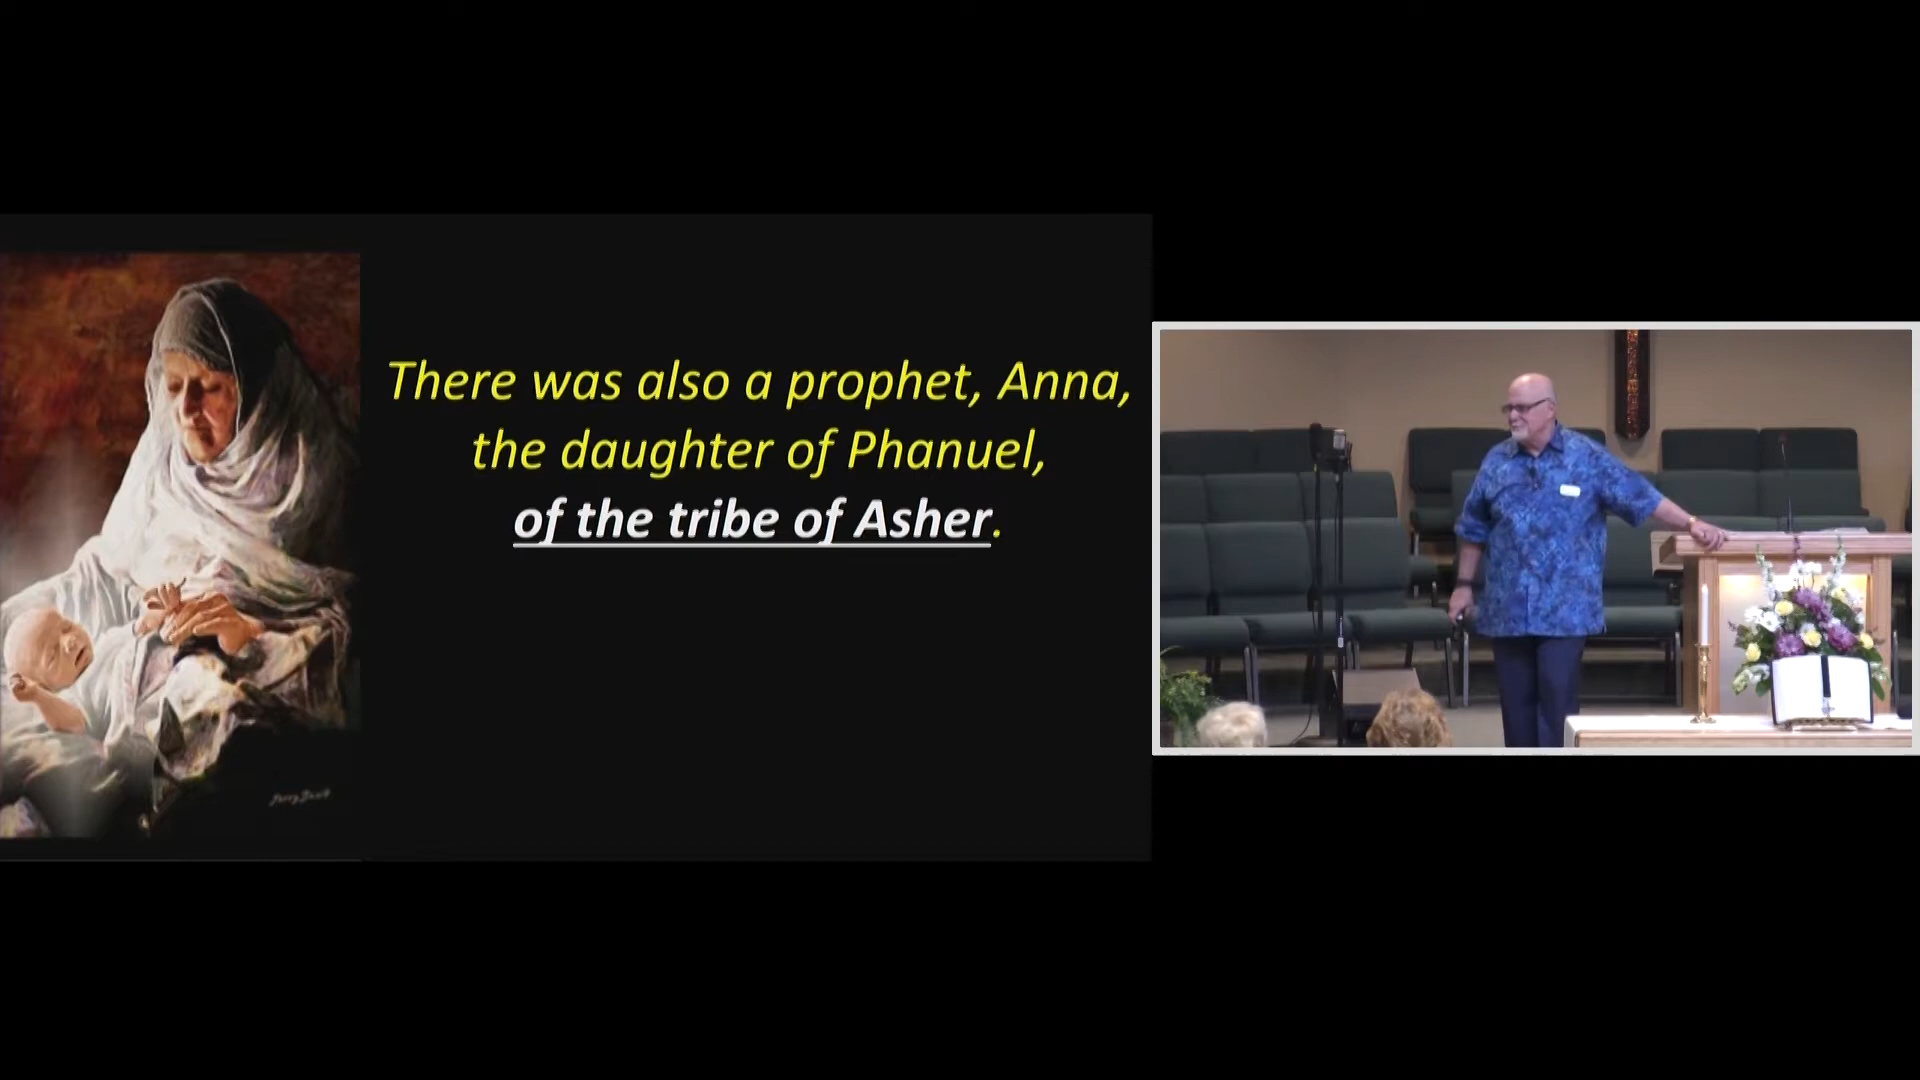 There was also a prophet, Anna,
the daughter of Phanuel,
of the tribe of Asher.